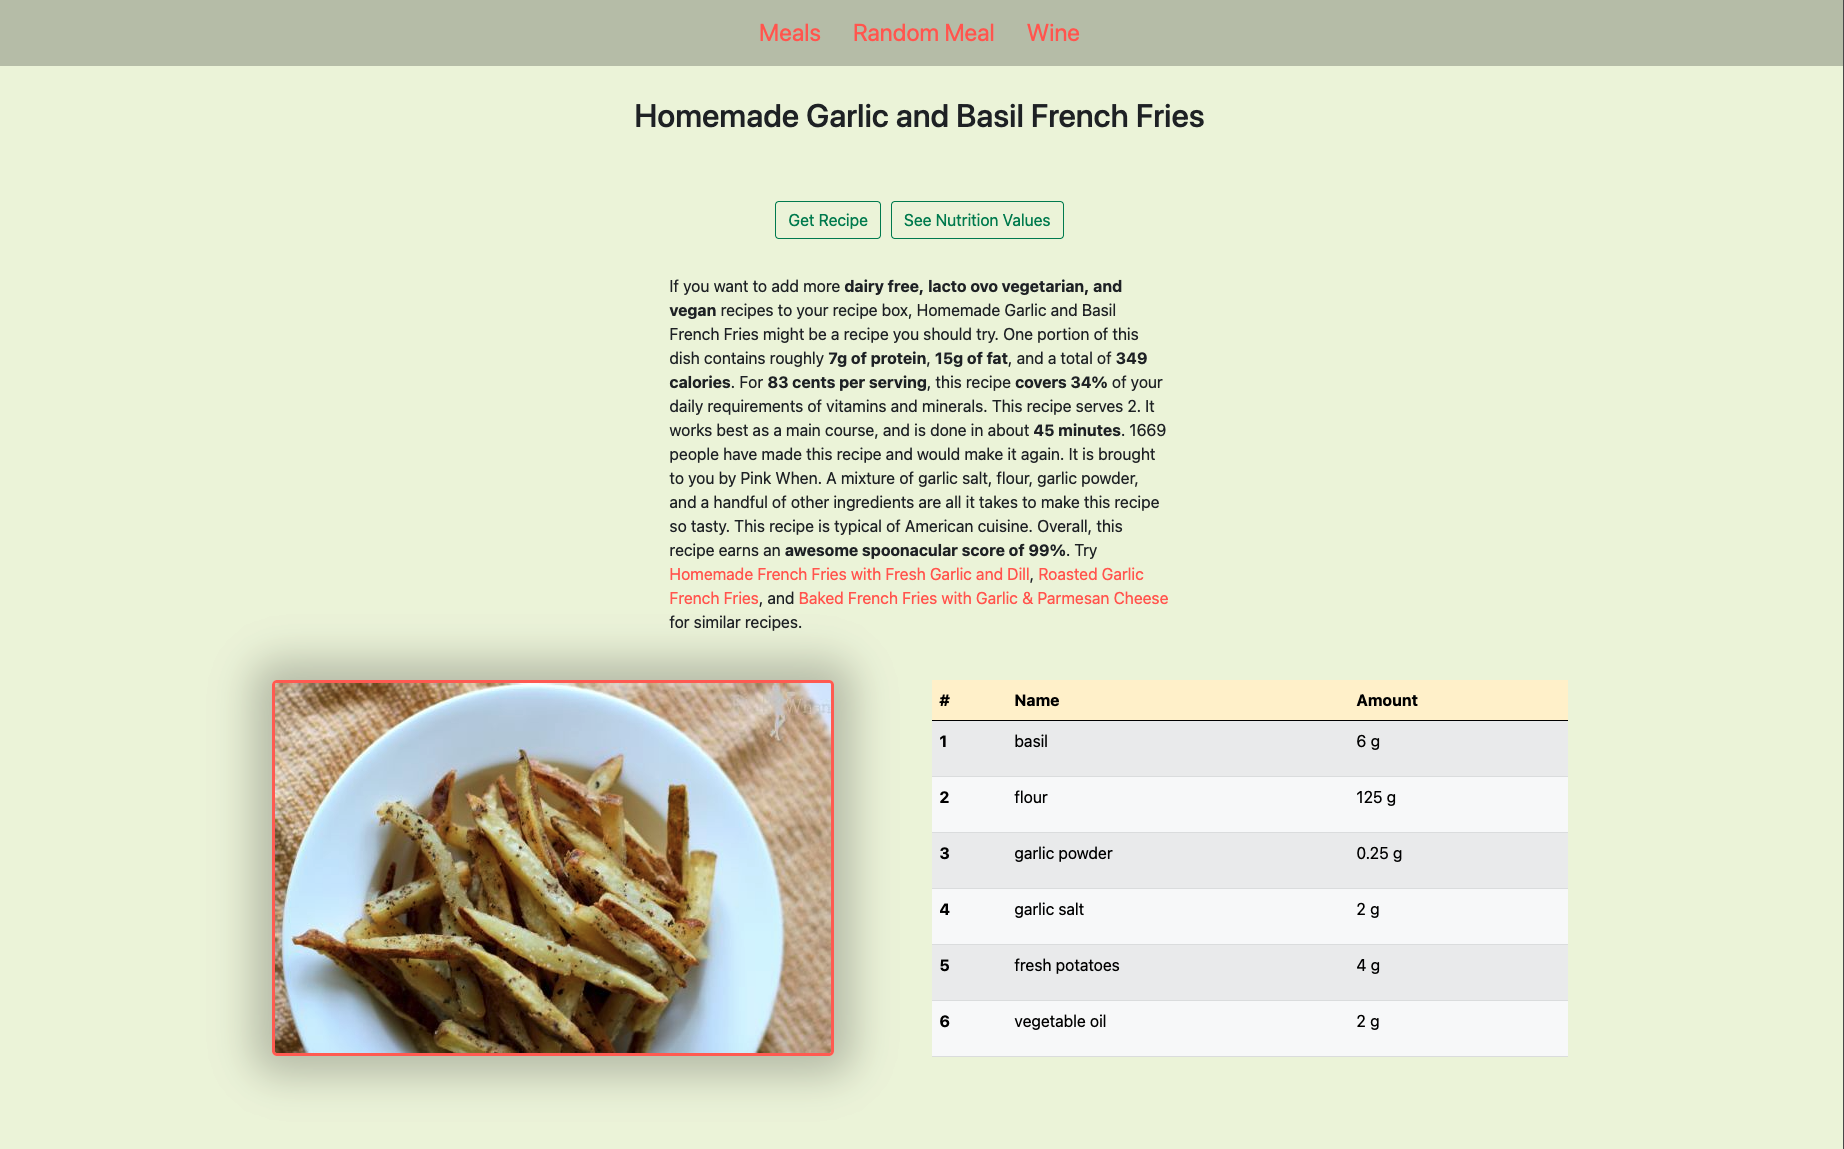 Meals Random Meal Wine
Homemade Garlic and Basil French Fries
Get Recipe See Nutrition Values
If you want to add more dairy free, lacto ovo vegetarian, and
vegan recipes to your recipe box, Homemade Garlic and Basil
French Fries might be a recipe you should try. One portion of this
dish contains roughly 7g of protein, 15g of fat, and a total of 349
calories. For 83 cents per serving, this recipe covers 34% of your
daily requirements of vitamins and minerals. This recipe serves 2. It
works best as a main course, and is done in about 45 minutes. 1669
people have made this recipe and would make it again. It is brought
to you by Pink When. A mixture of garlic salt, flour, garlic powder,
and a handful of other ingredients are all it takes to make this recipe
so tasty. This recipe is typical of American cuisine. Overall, this
recipe earns an awesome spoonacular score of 99%. Try
Homemade French Fries with Fresh Garlic and Dill, Roasted Garlic
French Fries, and Baked French Fries with Garlic & Parmesan Cheese
for similar recipes.
When
# Name Amount
1 basil 6 g
2 flour 125 g
3 garlic powder 0.25 g
4 garlic salt 2 g
5 fresh potatoes 4 g
6 vegetable oil 2 g